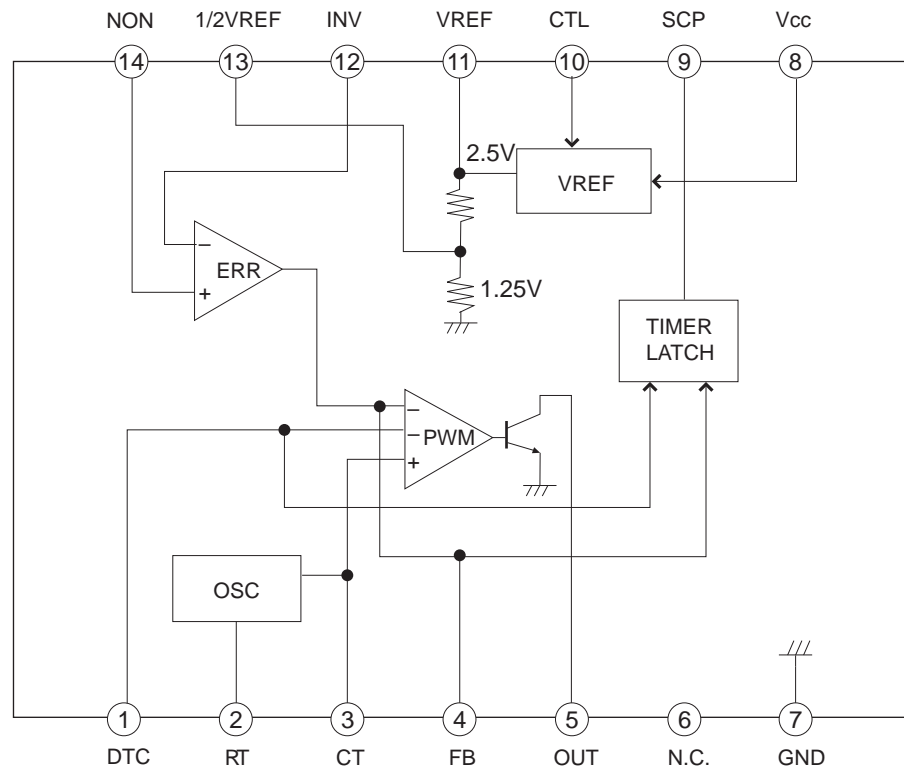 NON 1/2VREF INV VREF CTL SCP Vcc
14 13 12 11 10 9 8
2.5V
VREF
− ERR
+
1.25V
TIMER
LATCH
−
− PWM
+
OSC
1 2 3 4 5 6 7
DTC RT CT FB OUT N.C. GND